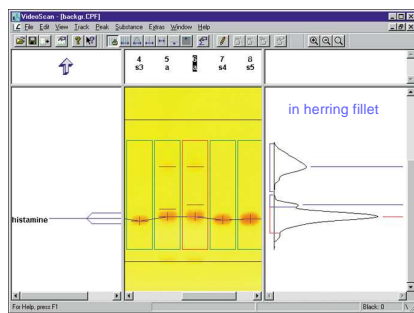 VideoScan - [backgr.CPF]
File Edit View Track Peak Substance Extras Window Help
4 5 6 7 8
s3 a a s4 s5
in herring fillet
histamine
For Help, press F1
Black: 0